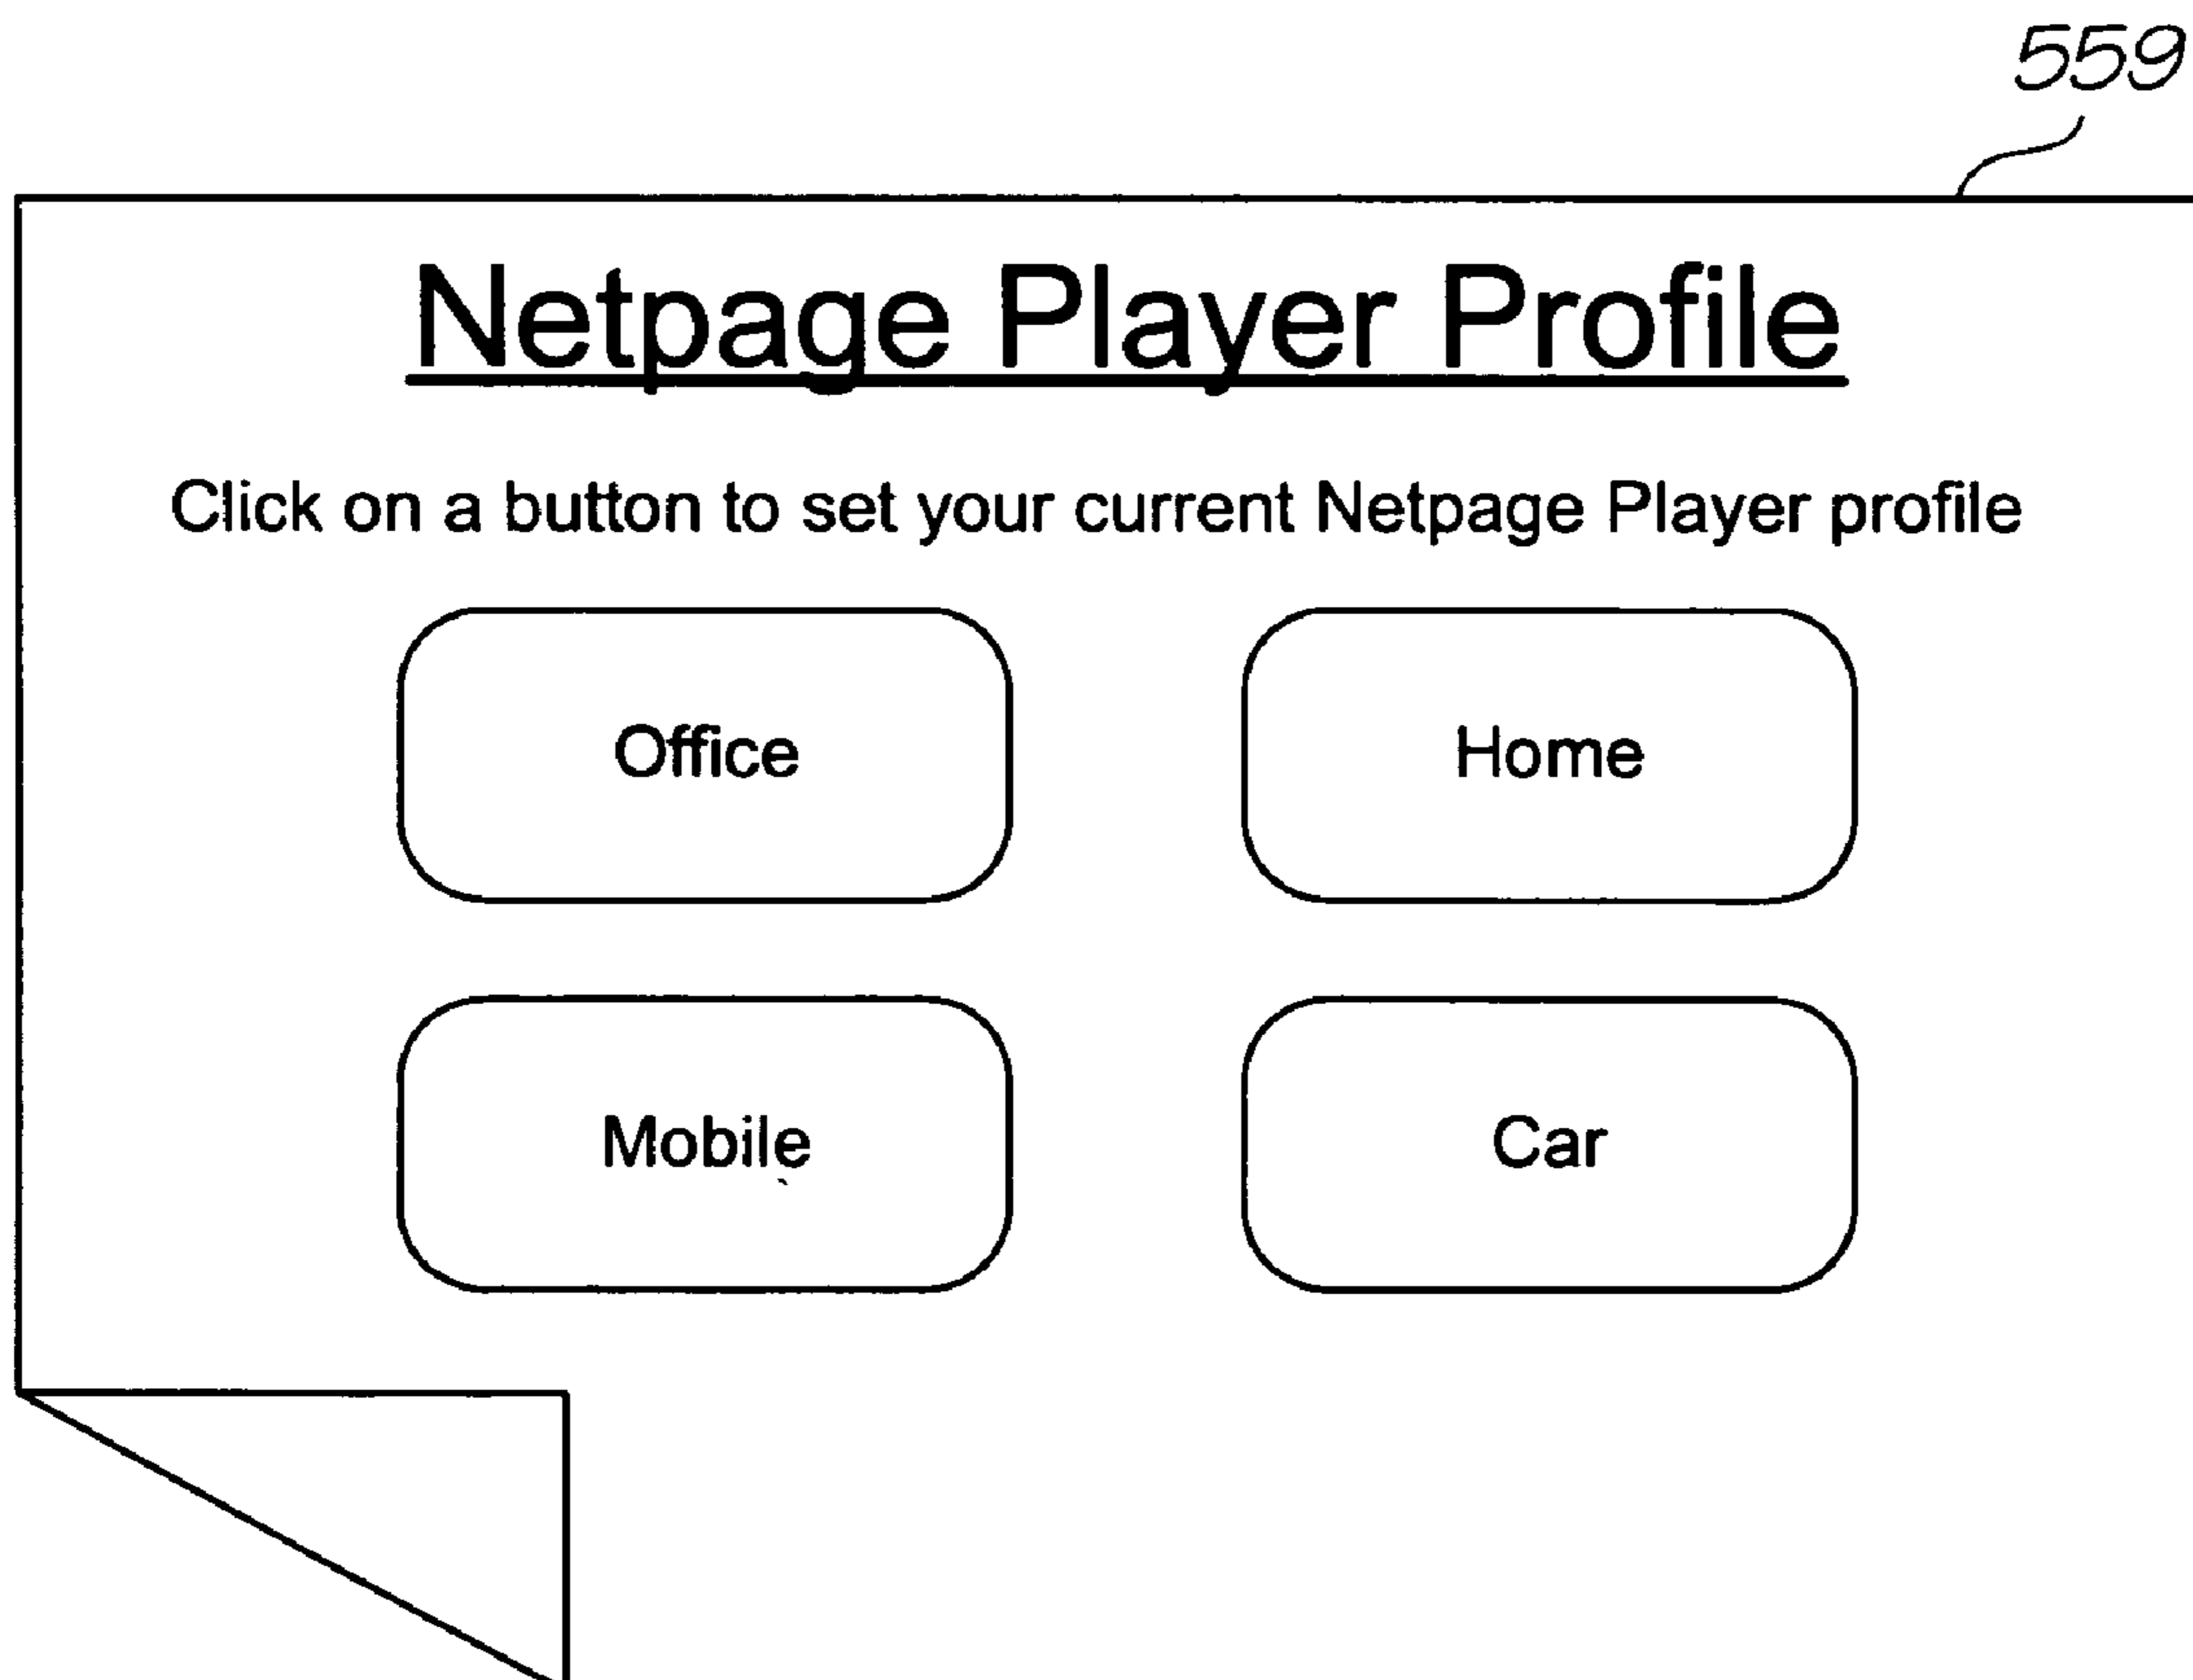 559
Netpage Player Profile
Click on a button to set your current Netpage Player profile
Office
Home
Mobile
Car